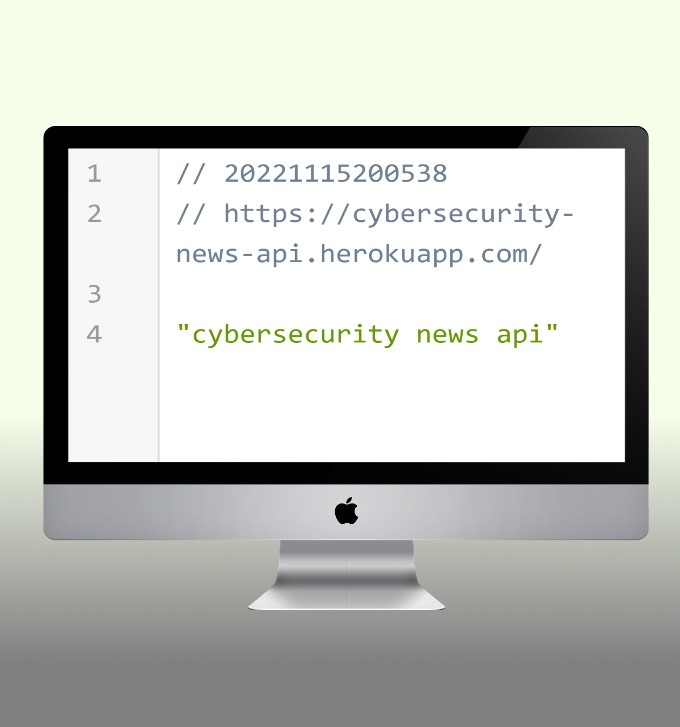 1 // 20221115200538
2 // https://cybersecurity-
news-api.herokuapp.com/
3
4 "cybersecurity news api"